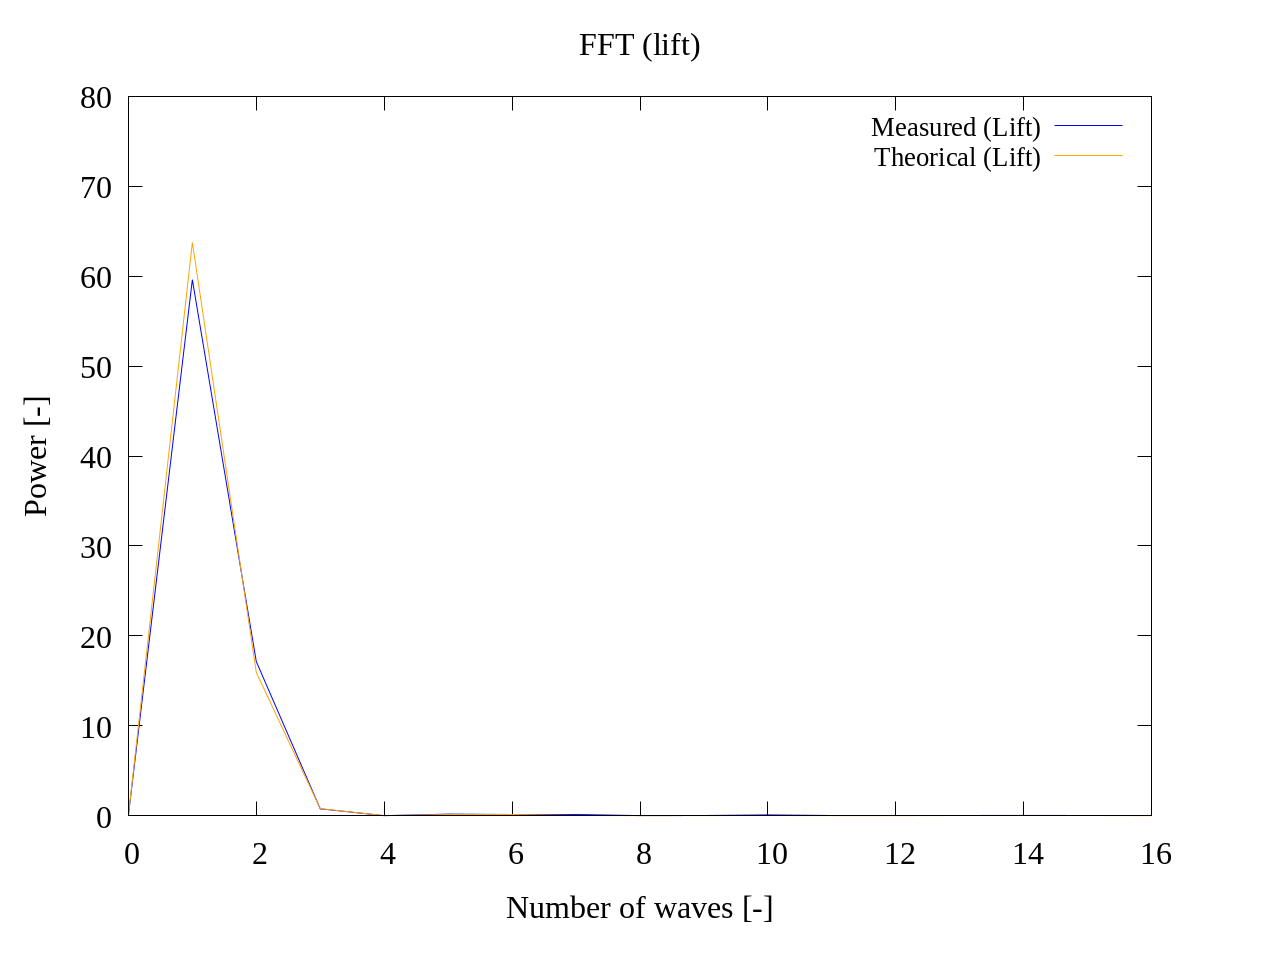 FFT (lift)
80
Measured (Lift)
Theorical (Lift)
70
60
50
40
30
20
10
0
Power [-]
0 2 4 6 8 10 12 14 16
Number of waves [-]